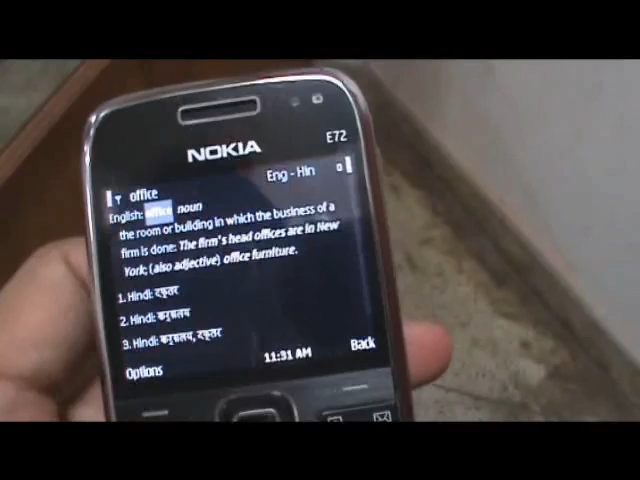 NOKIA
E72
office
Eng - Hin
English: office noun
the room or building in which the business of a
firm is done: The firm's head offices are in New
York; (also adjective) office furniture.
1. Hindi: दफ़्तर
2. Hindi:
3. Hindi:
11:31 AM
Options
Back